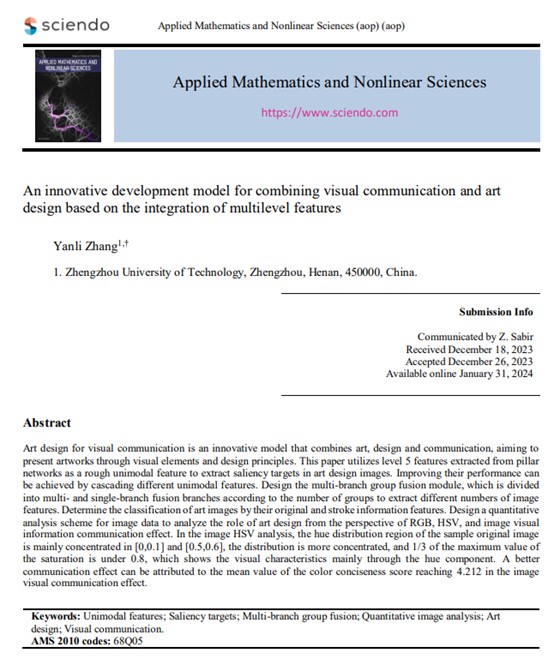 sciendo
Applied Mathematics and Nonlinear Sciences (aop) (aop)
APPLIED MATHEMATICS AND
NONLINEAR SCIENCES
Applied Mathematics and Nonlinear Sciences
https://www.sciendo.com
An innovative development model for combining visual communication and art
design based on the integration of multilevel features
Yanli Zhang1,†
1. Zhengzhou University of Technology, Zhengzhou, Henan, 450000, China.
Submission Info
Communicated by Z. Sabir
Received December 18, 2023
Accepted December 26, 2023
Available online January 31, 2024
Abstract
Art design for visual communication is an innovative model that combines art, design and communication, aiming to
present artworks through visual elements and design principles. This paper utilizes level 5 features extracted from pillar
networks as a rough unimodal feature to extract saliency targets in art design images. Improving their performance can
be achieved by cascading different unimodal features. Design the multi-branch group fusion module, which is divided
into multi- and single-branch fusion branches according to the number of groups to extract different numbers of image
features. Determine the classification of art images by their original and stroke information features. Design a quantitative
analysis scheme for image data to analyze the role of art design from the perspective of RGB, HSV, and image visual
information communication effect. In the image HSV analysis, the hue distribution region of the sample original image
is mainly concentrated in [0,0.1] and [0.5,0.6], the distribution is more concentrated, and 1/3 of the maximum value of
the saturation is under 0.8, which shows the visual characteristics mainly through the hue component. A better
communication effect can be attributed to the mean value of the color conciseness score reaching 4.212 in the image
visual communication effect.
Keywords: Unimodal features; Saliency targets; Multi-branch group fusion; Quantitative image analysis; Art
design; Visual communication.
AMS 2010 codes: 68Q05